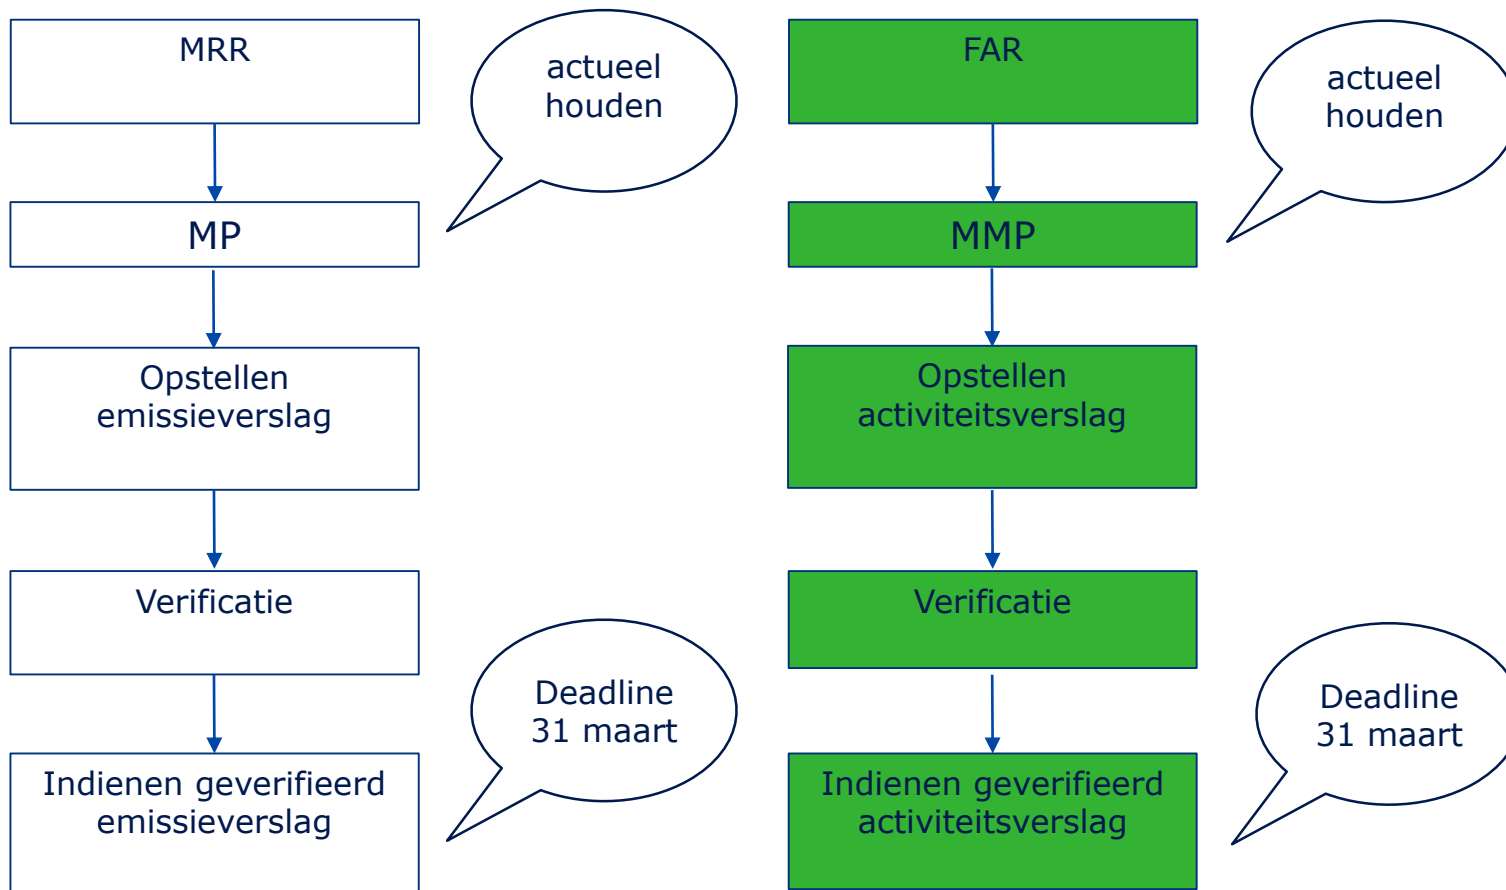 MRR
actueel
houden
MP
Opstellen
emissieverslag
Verificatie
Deadline
31 maart
Indienen geverifieerd
emissieverslag
FAR
actueel
houden
MMP
Opstellen
activiteitsverslag
Verificatie
Deadline
31 maart
Indienen geverifieerd
activiteitsverslag